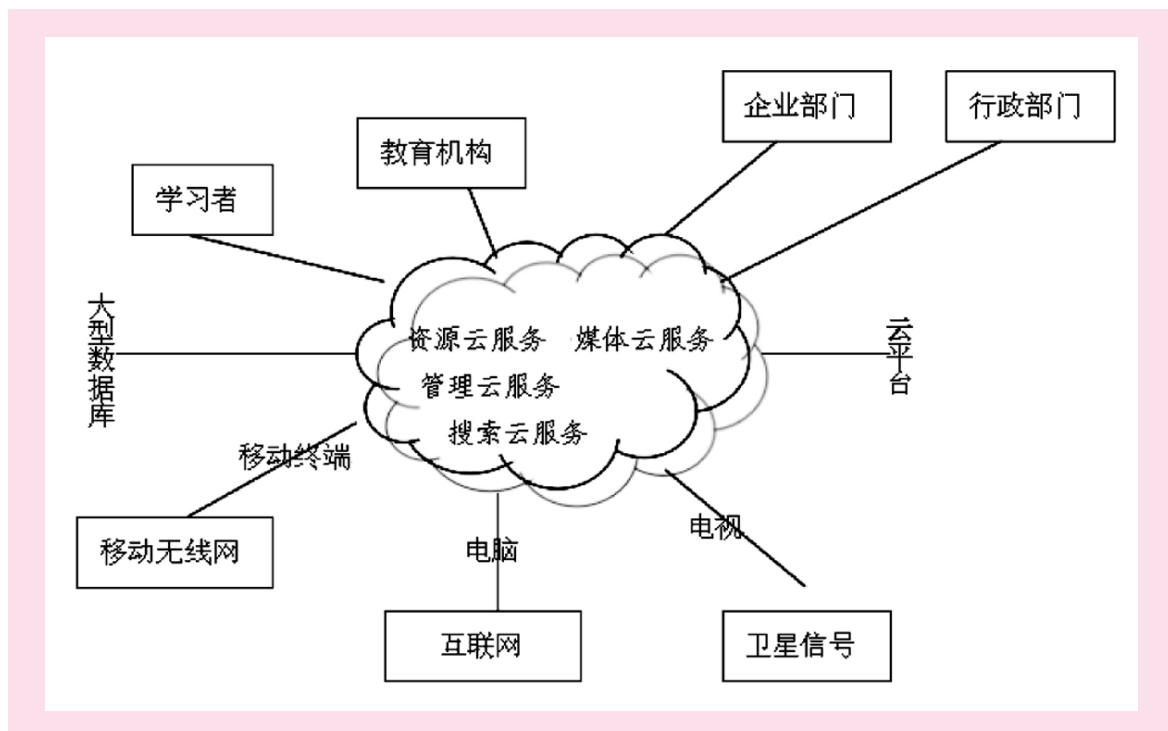 企业部门
行政部门
教育机构
学习者
大型数据库
资源云服务 媒体云服务
云平台
管理云服务
搜索云服务
移动终端
电视
移动无线网
电脑
互联网
卫星信号